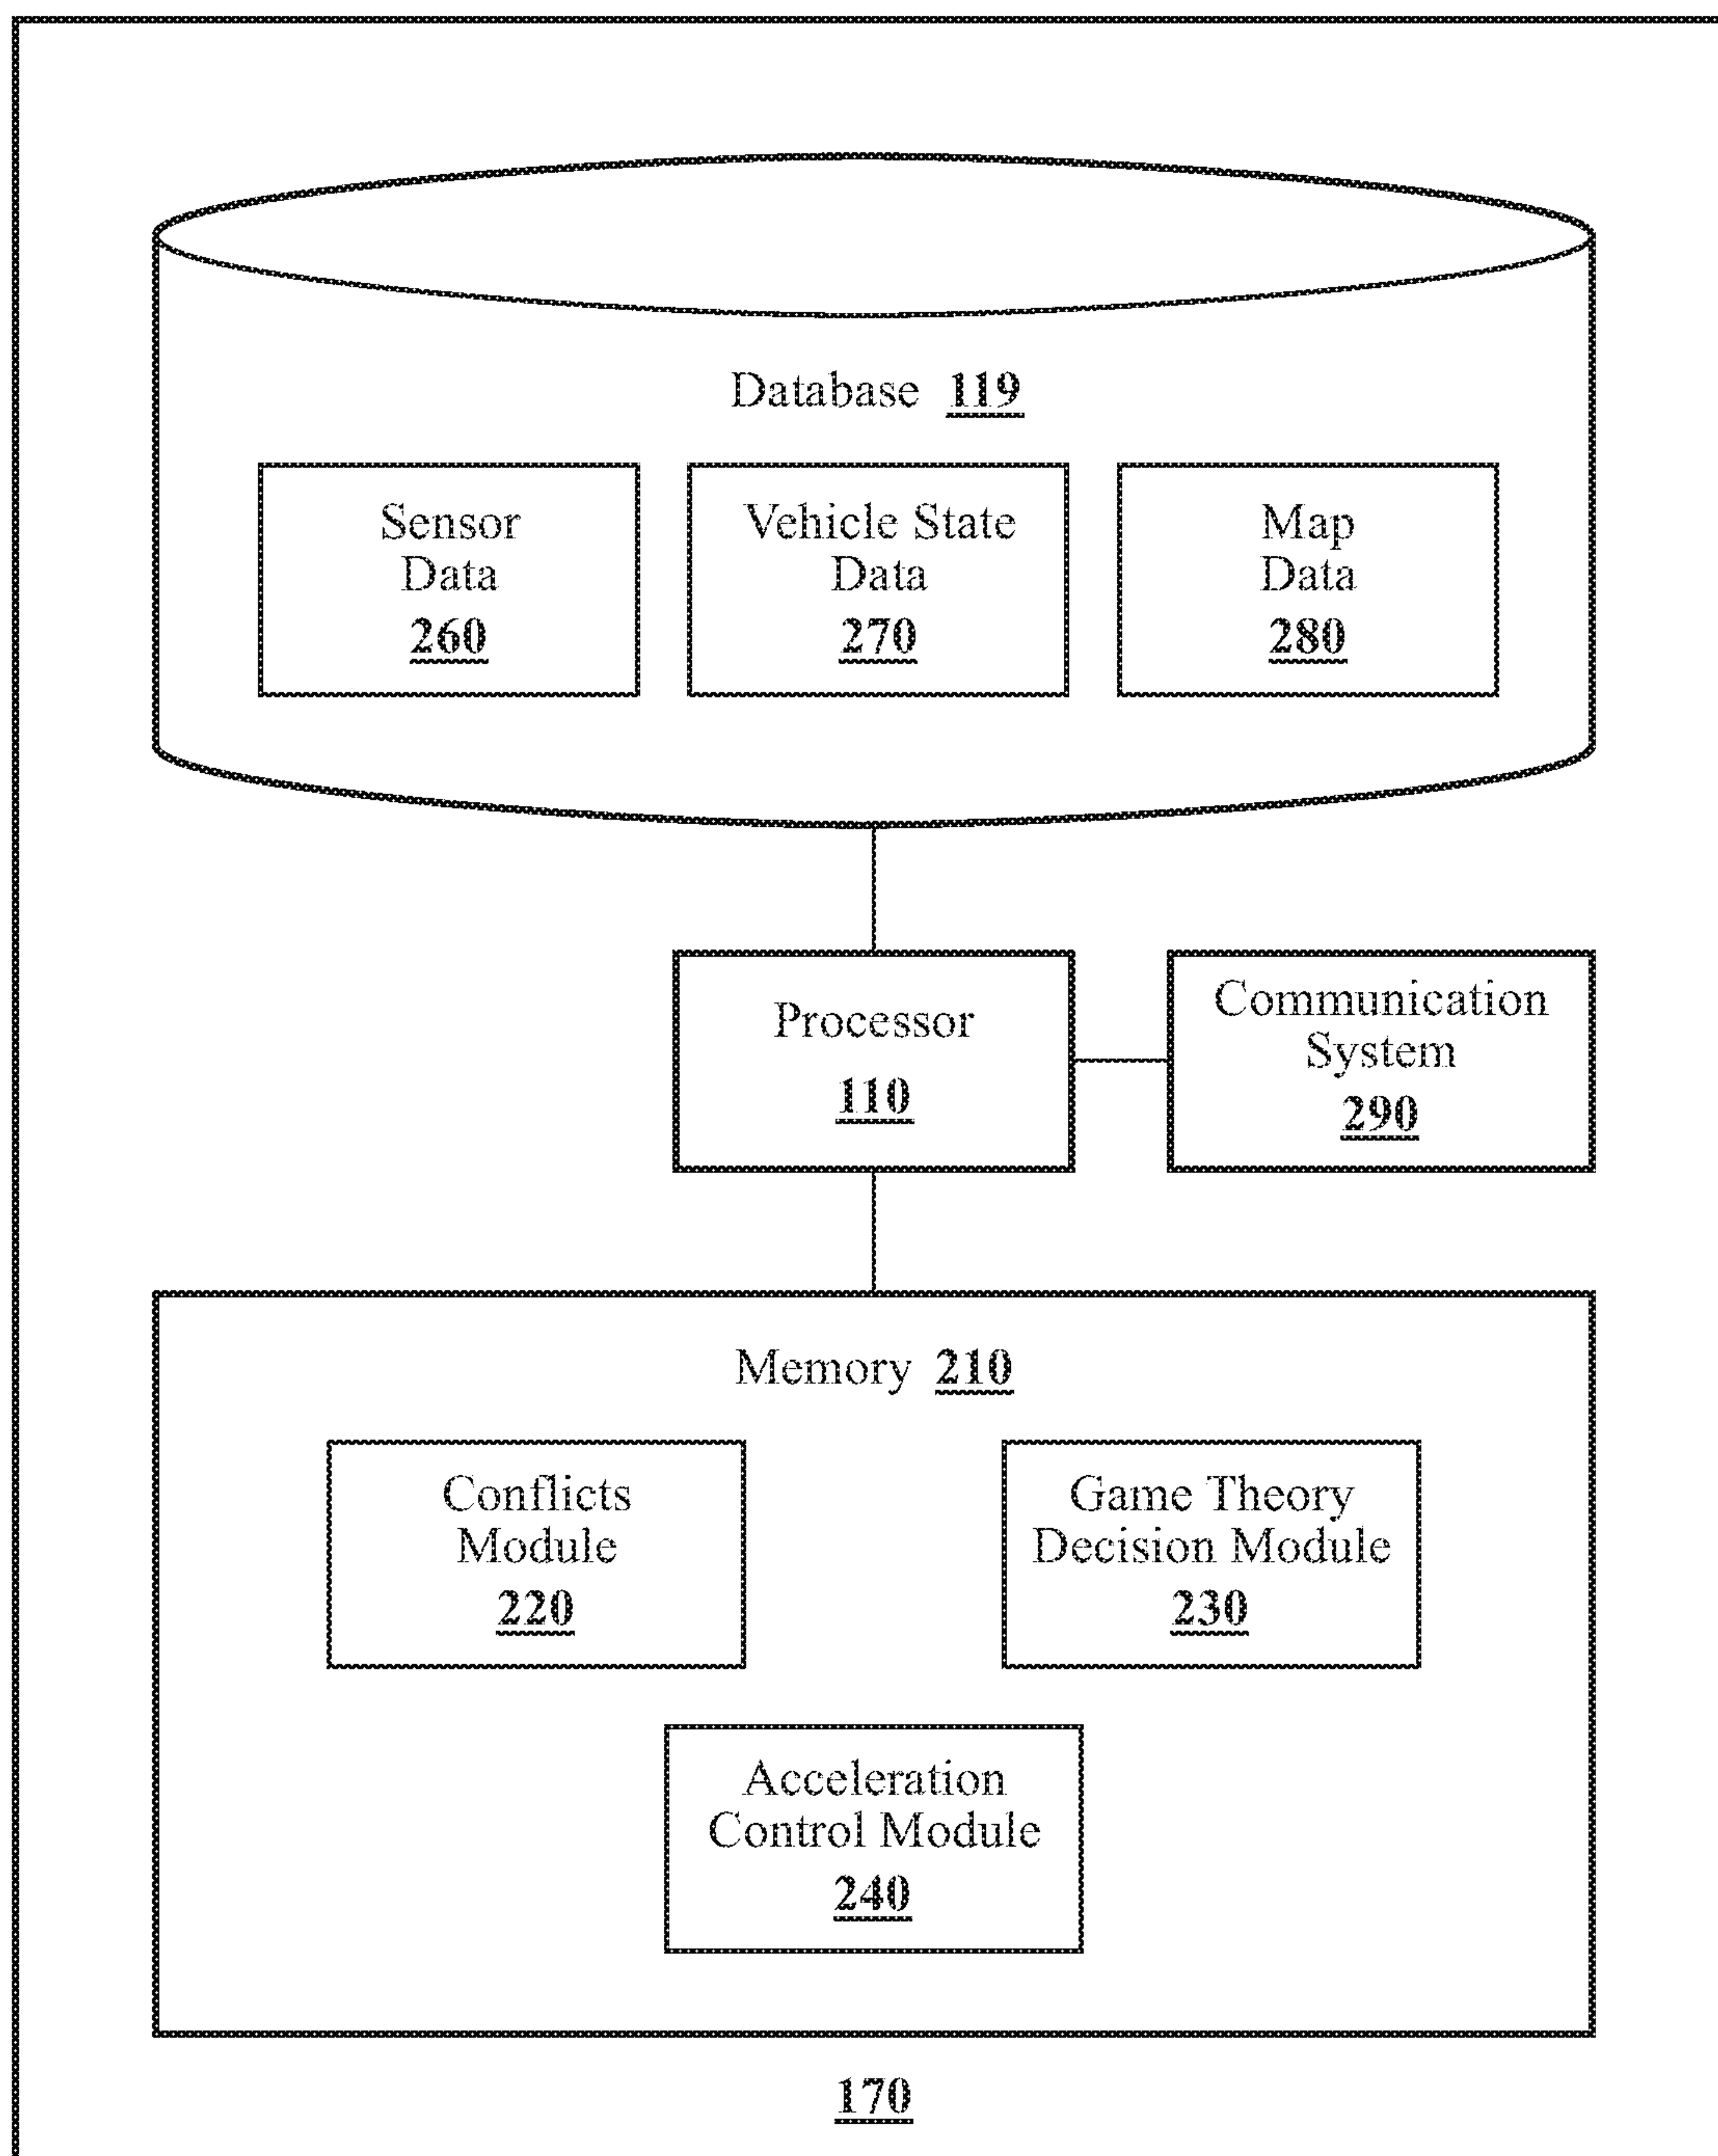 Database 119
Sensor
Data
260
Vehicle State
Data
270
Map
Data
280
Processor
110
Communication
System
290
Memory 210
Conflicts
Module
220
Game Theory
Decision Module
230
Acceleration
Control Module
240
170